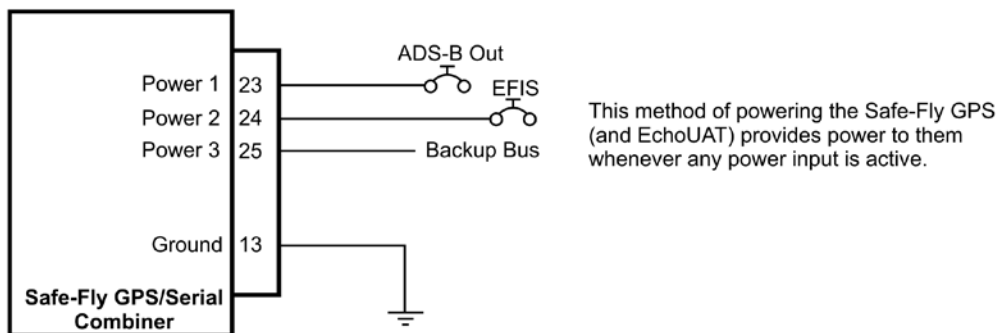 ADS-B Out
Power 1 23
EFIS
Power 2 24
Power 3 25 Backup Bus
Ground 13
Safe-Fly GPS/Serial
Combiner
This method of powering the Safe-Fly GPS
(and EchoUAT) provides power to them
whenever any power input is active.